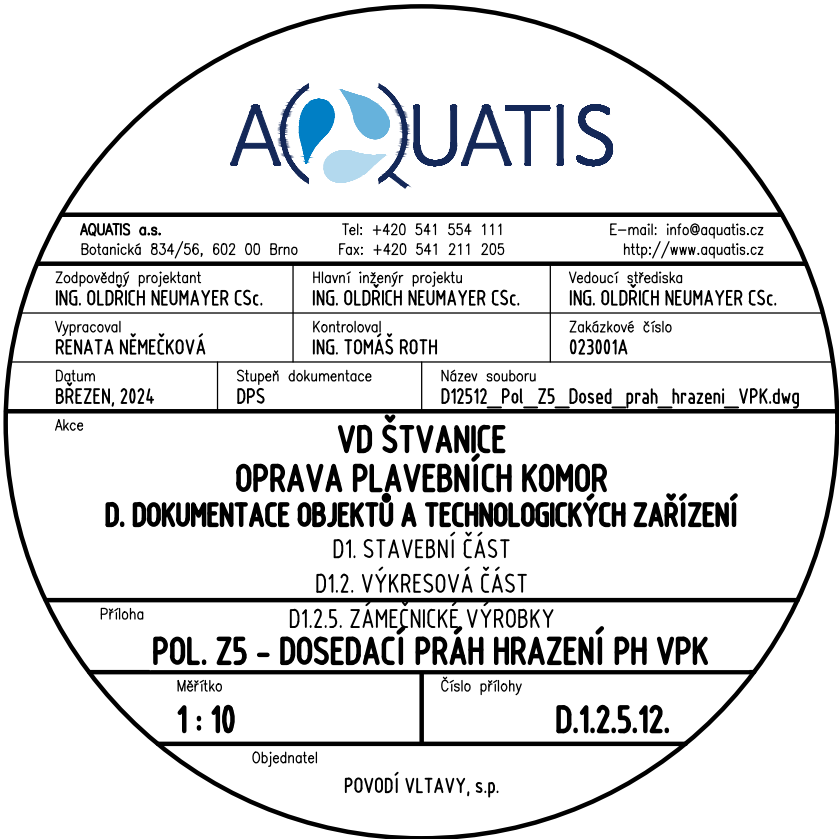 AQUATIS
AQUATIS a.s. Tel: +420 541 554 111 E-mail: info@aquatis.cz
Botanická 834/56, 602 00 Brno Fax: +420 541 211 205 http://www.aquatis.cz
Zodpovědný projektant Hlavní inženýr projektu Vedoucí střediska
ING. OLDŘICH NEUMAYER CSc. ING. OLDŘICH NEUMAYER CSc. ING. OLDŘICH NEUMAYER CSc.
Vypracoval Kontroloval Zakázkové číslo
RENATA NĚMEČKOVÁ ING. TOMÁŠ ROTH 023001A
Datum Stupeň dokumentace Název souboru
BŘEZEN, 2024 DPS D12512_Pol_Z5_Dosed_prah_hrazeni_VPK.dwg
Akce
VD ŠTVANICE
OPRAVA PLAVEBNÍCH KOMOR
D. DOKUMENTACE OBJEKTŮ A TECHNOLOGICKÝCH ZAŘÍZENÍ
D1. STAVEBNÍ ČÁST
D1.2. VÝKRESOVÁ ČÁST
Příloha D1.2.5. ZÁMEČNICKÉ VÝROBKY
POL. Z5 - DOSEDACÍ PRÁH HRAZENÍ PH VPK
Měřítko Číslo přílohy
1 : 10 D.1.2.5.12.
Objednatel
POVODÍ VLTAVY, s.p.